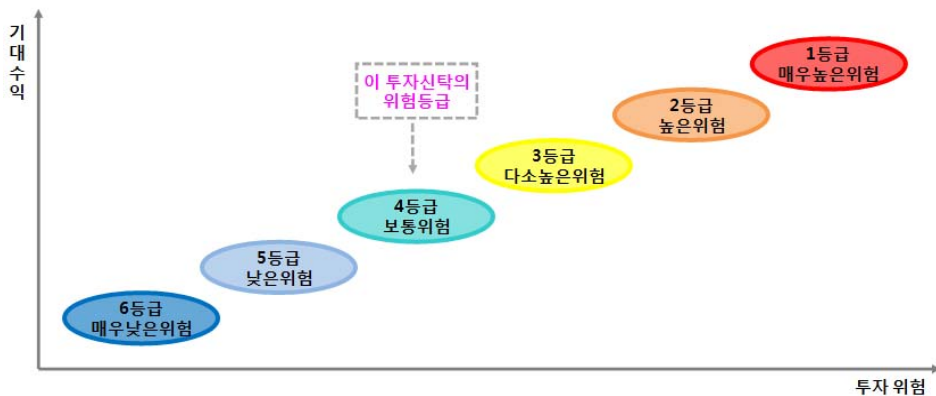 기
대
수
익
1등급
매우높은위험
이 투자신탁의
위험등급
2등급
높은위험
3등급
다소높은위험
4등급
보통위험
5등급
낮은위험
6등급
매우낮은위험
투자 위험